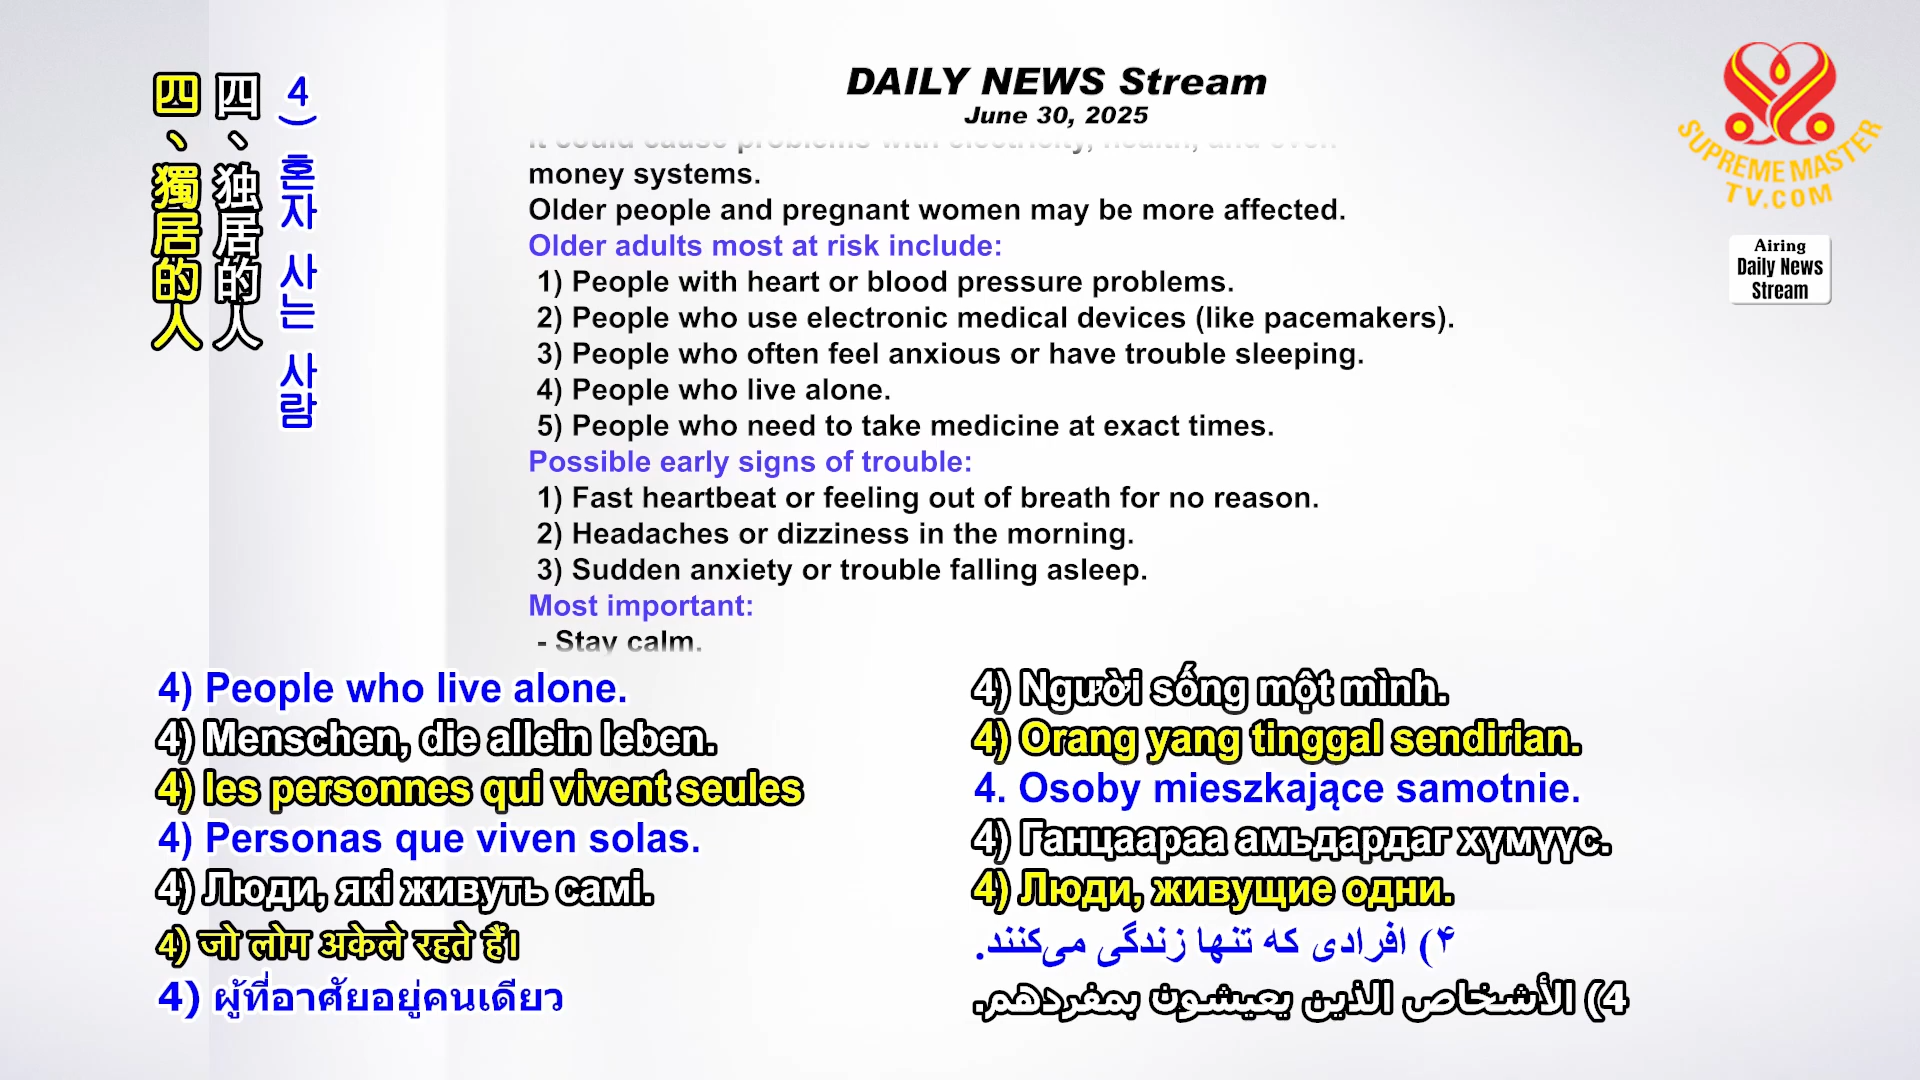 四、獨居的人
四、独居的人
4) 혼자 사는 사람
DAILY NEWS Stream
June 30, 2025
It could cause problems with electricity, health, and even
money systems.
Older people and pregnant women may be more affected.
Older adults most at risk include:
1) People with heart or blood pressure problems.
2) People who use electronic medical devices (like pacemakers).
3) People who often feel anxious or have trouble sleeping.
4) People who live alone.
5) People who need to take medicine at exact times.
Possible early signs of trouble:
1) Fast heartbeat or feeling out of breath for no reason.
2) Headaches or dizziness in the morning.
3) Sudden anxiety or trouble falling asleep.
Most important:
- Stay calm.
SUPREME MASTER
TV.COM
Airing
Daily News
Stream
4) People who live alone.
4) Menschen, die allein leben.
4) les personnes qui vivent seules
4) Personas que viven solas.
4) Люди, які живуть самі.
4) जो लोग अकेले रहते हैं।
4) ผู้ที่อาศัยอยู่คนเดียว
4) Người sống một mình.
4) Orang yang tinggal sendirian.
4. Osoby mieszkające samotnie.
4) Ганцаараа амьдардаг хүмүүс.
4) Люди, живущие одни.
۴) افرادی که تنها زندگی می‌کنند.
4) الأشخاص الذين يعيشون بمفردهم.